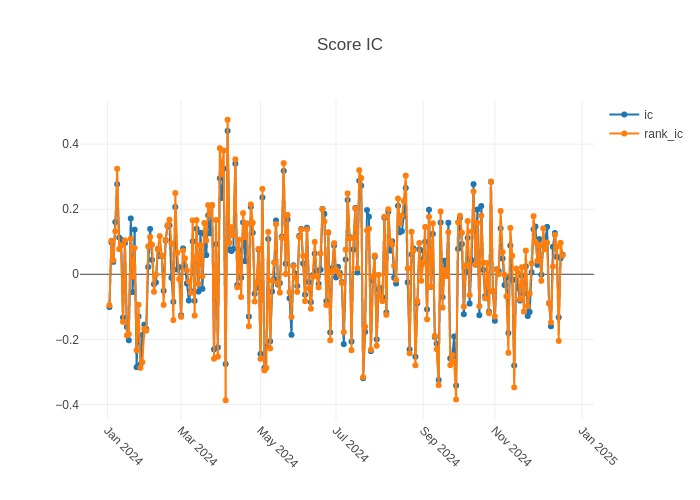 Score IC
ic
rank_ic
0.4
0.2
0
−0.2
−0.4
Jan 2024
Mar 2024
May 2024
Jul 2024
Sep 2024
Nov 2024
Jan 2025